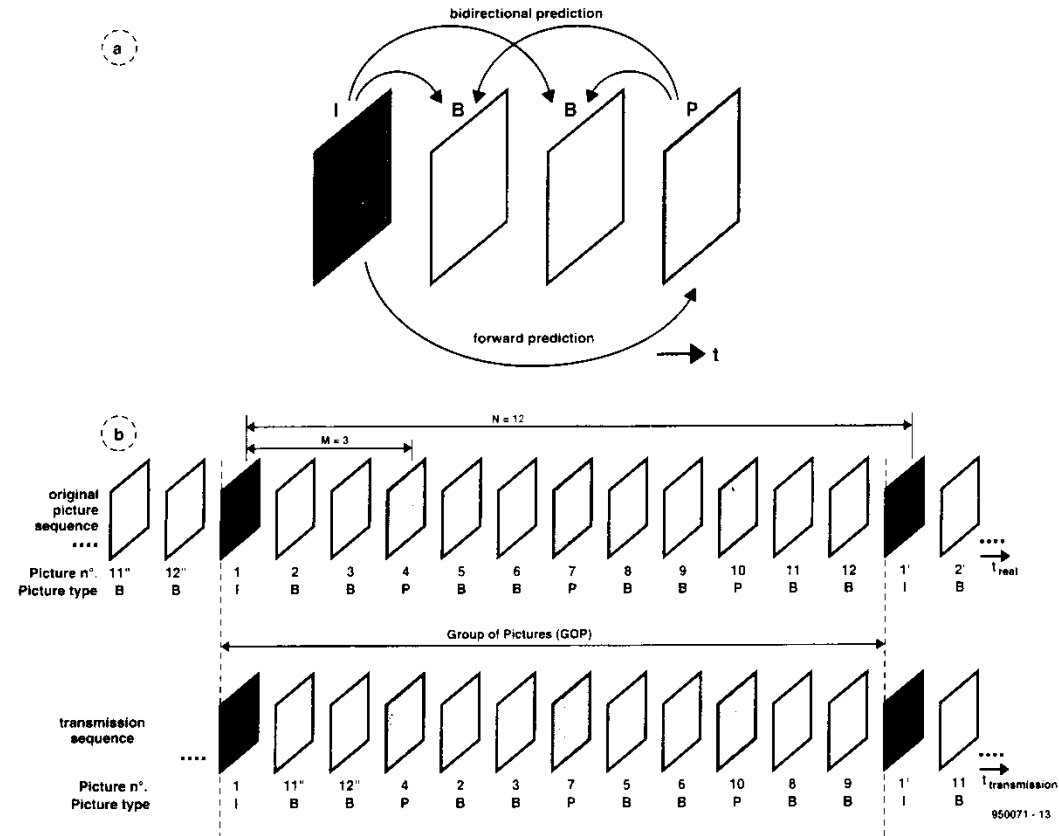 bidirectional prediction
a
I B B P
forward prediction
t
b
N = 12
M = 3
original
picture
sequence
....
....
t real
Picture n°. 11" 12" 1 2 3 4 5 6 7 8 9 10 11 12 1' 2'
Picture type B B I B B P B B P B B P B B I B
Group of Pictures (GOP)
transmission
sequence
....
....
t transmission
Picture n°. 1 11" 12" 4 2 3 7 5 6 10 8 9 1' 11
Picture type I B B P B B P B B P B B I B
950071 - 13